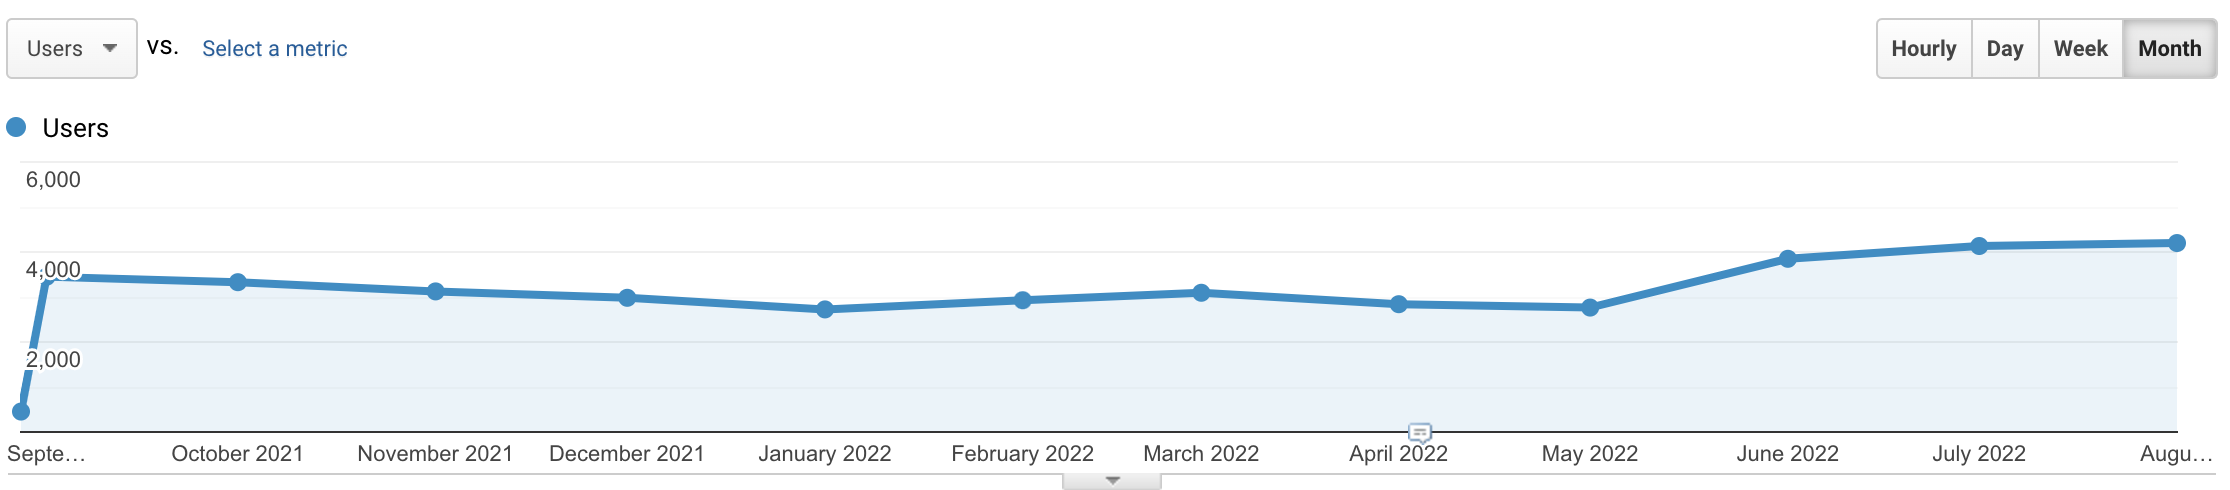 Users vs. Select a metric Hourly Day Week Month
Users
6,000
4,000
2,000
Septe… October 2021 November 2021 December 2021 January 2022 February 2022 March 2022 April 2022 May 2022 June 2022 July 2022 Augu…